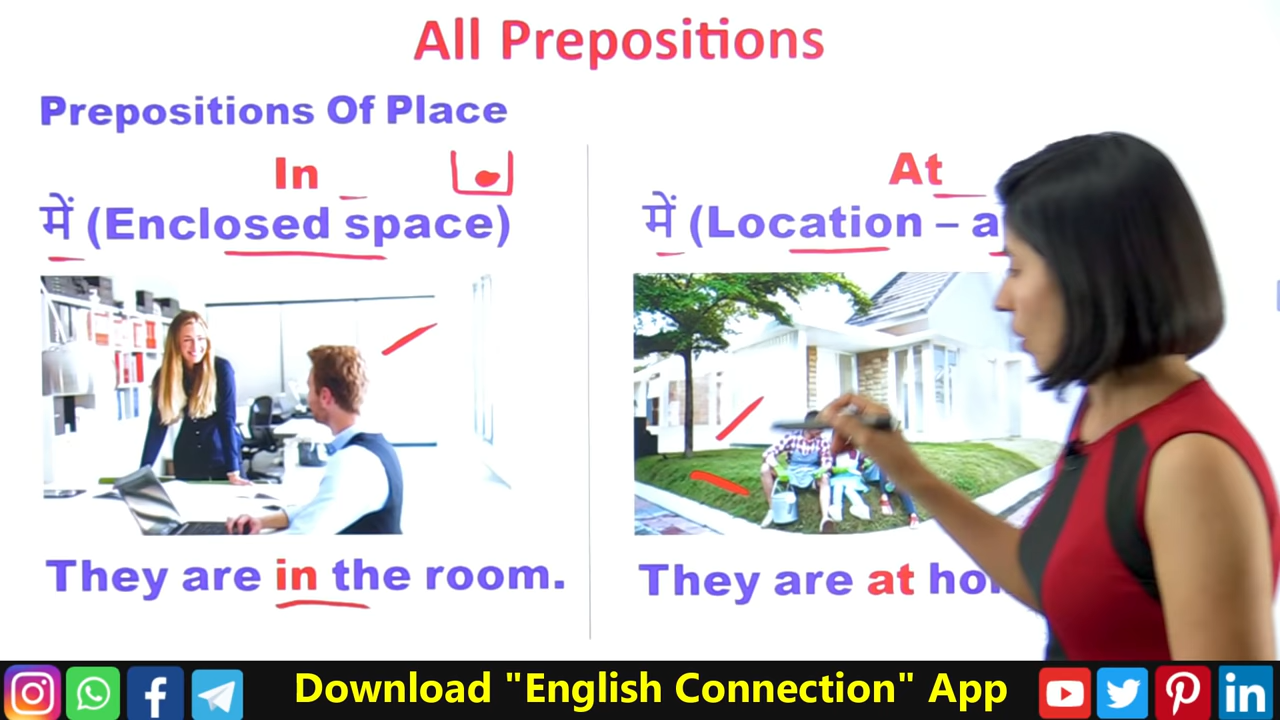 All Prepositions
Prepositions Of Place
In
में (Enclosed space)
They are in the room.
At
में (Location –
They are at
Download "English Connection" App